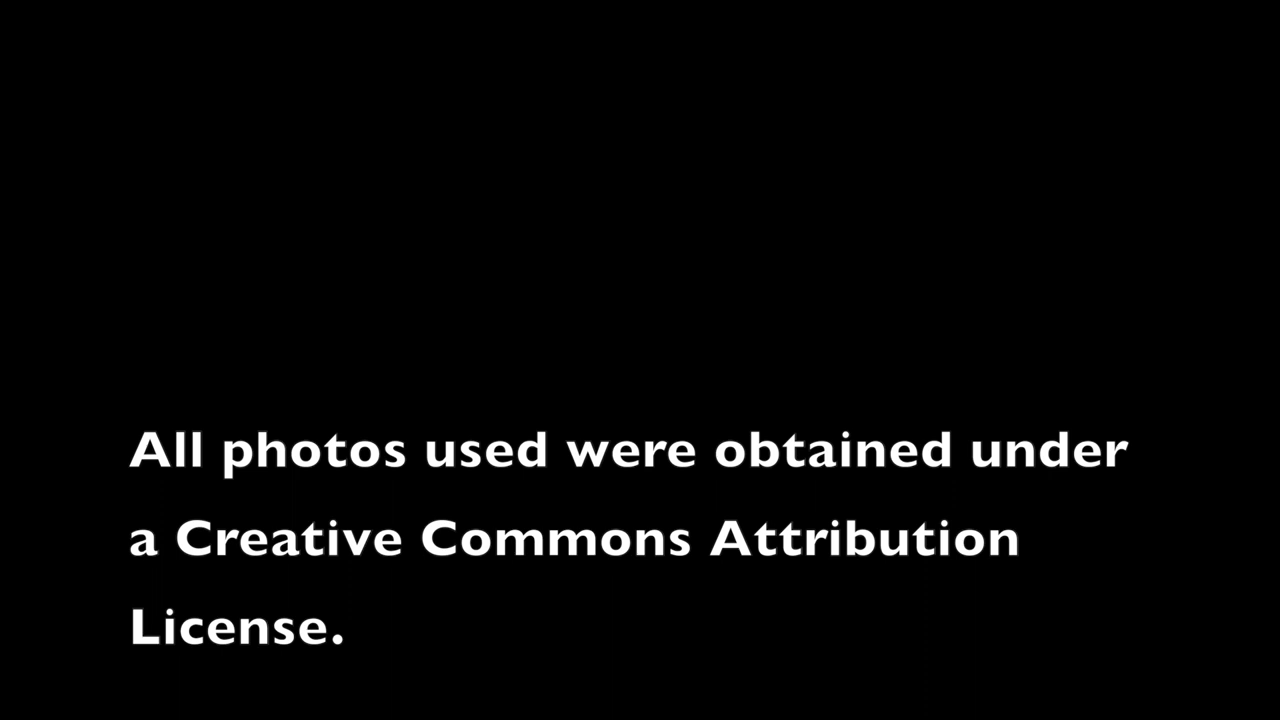 All photos used were obtained under
a Creative Commons Attribution
License.